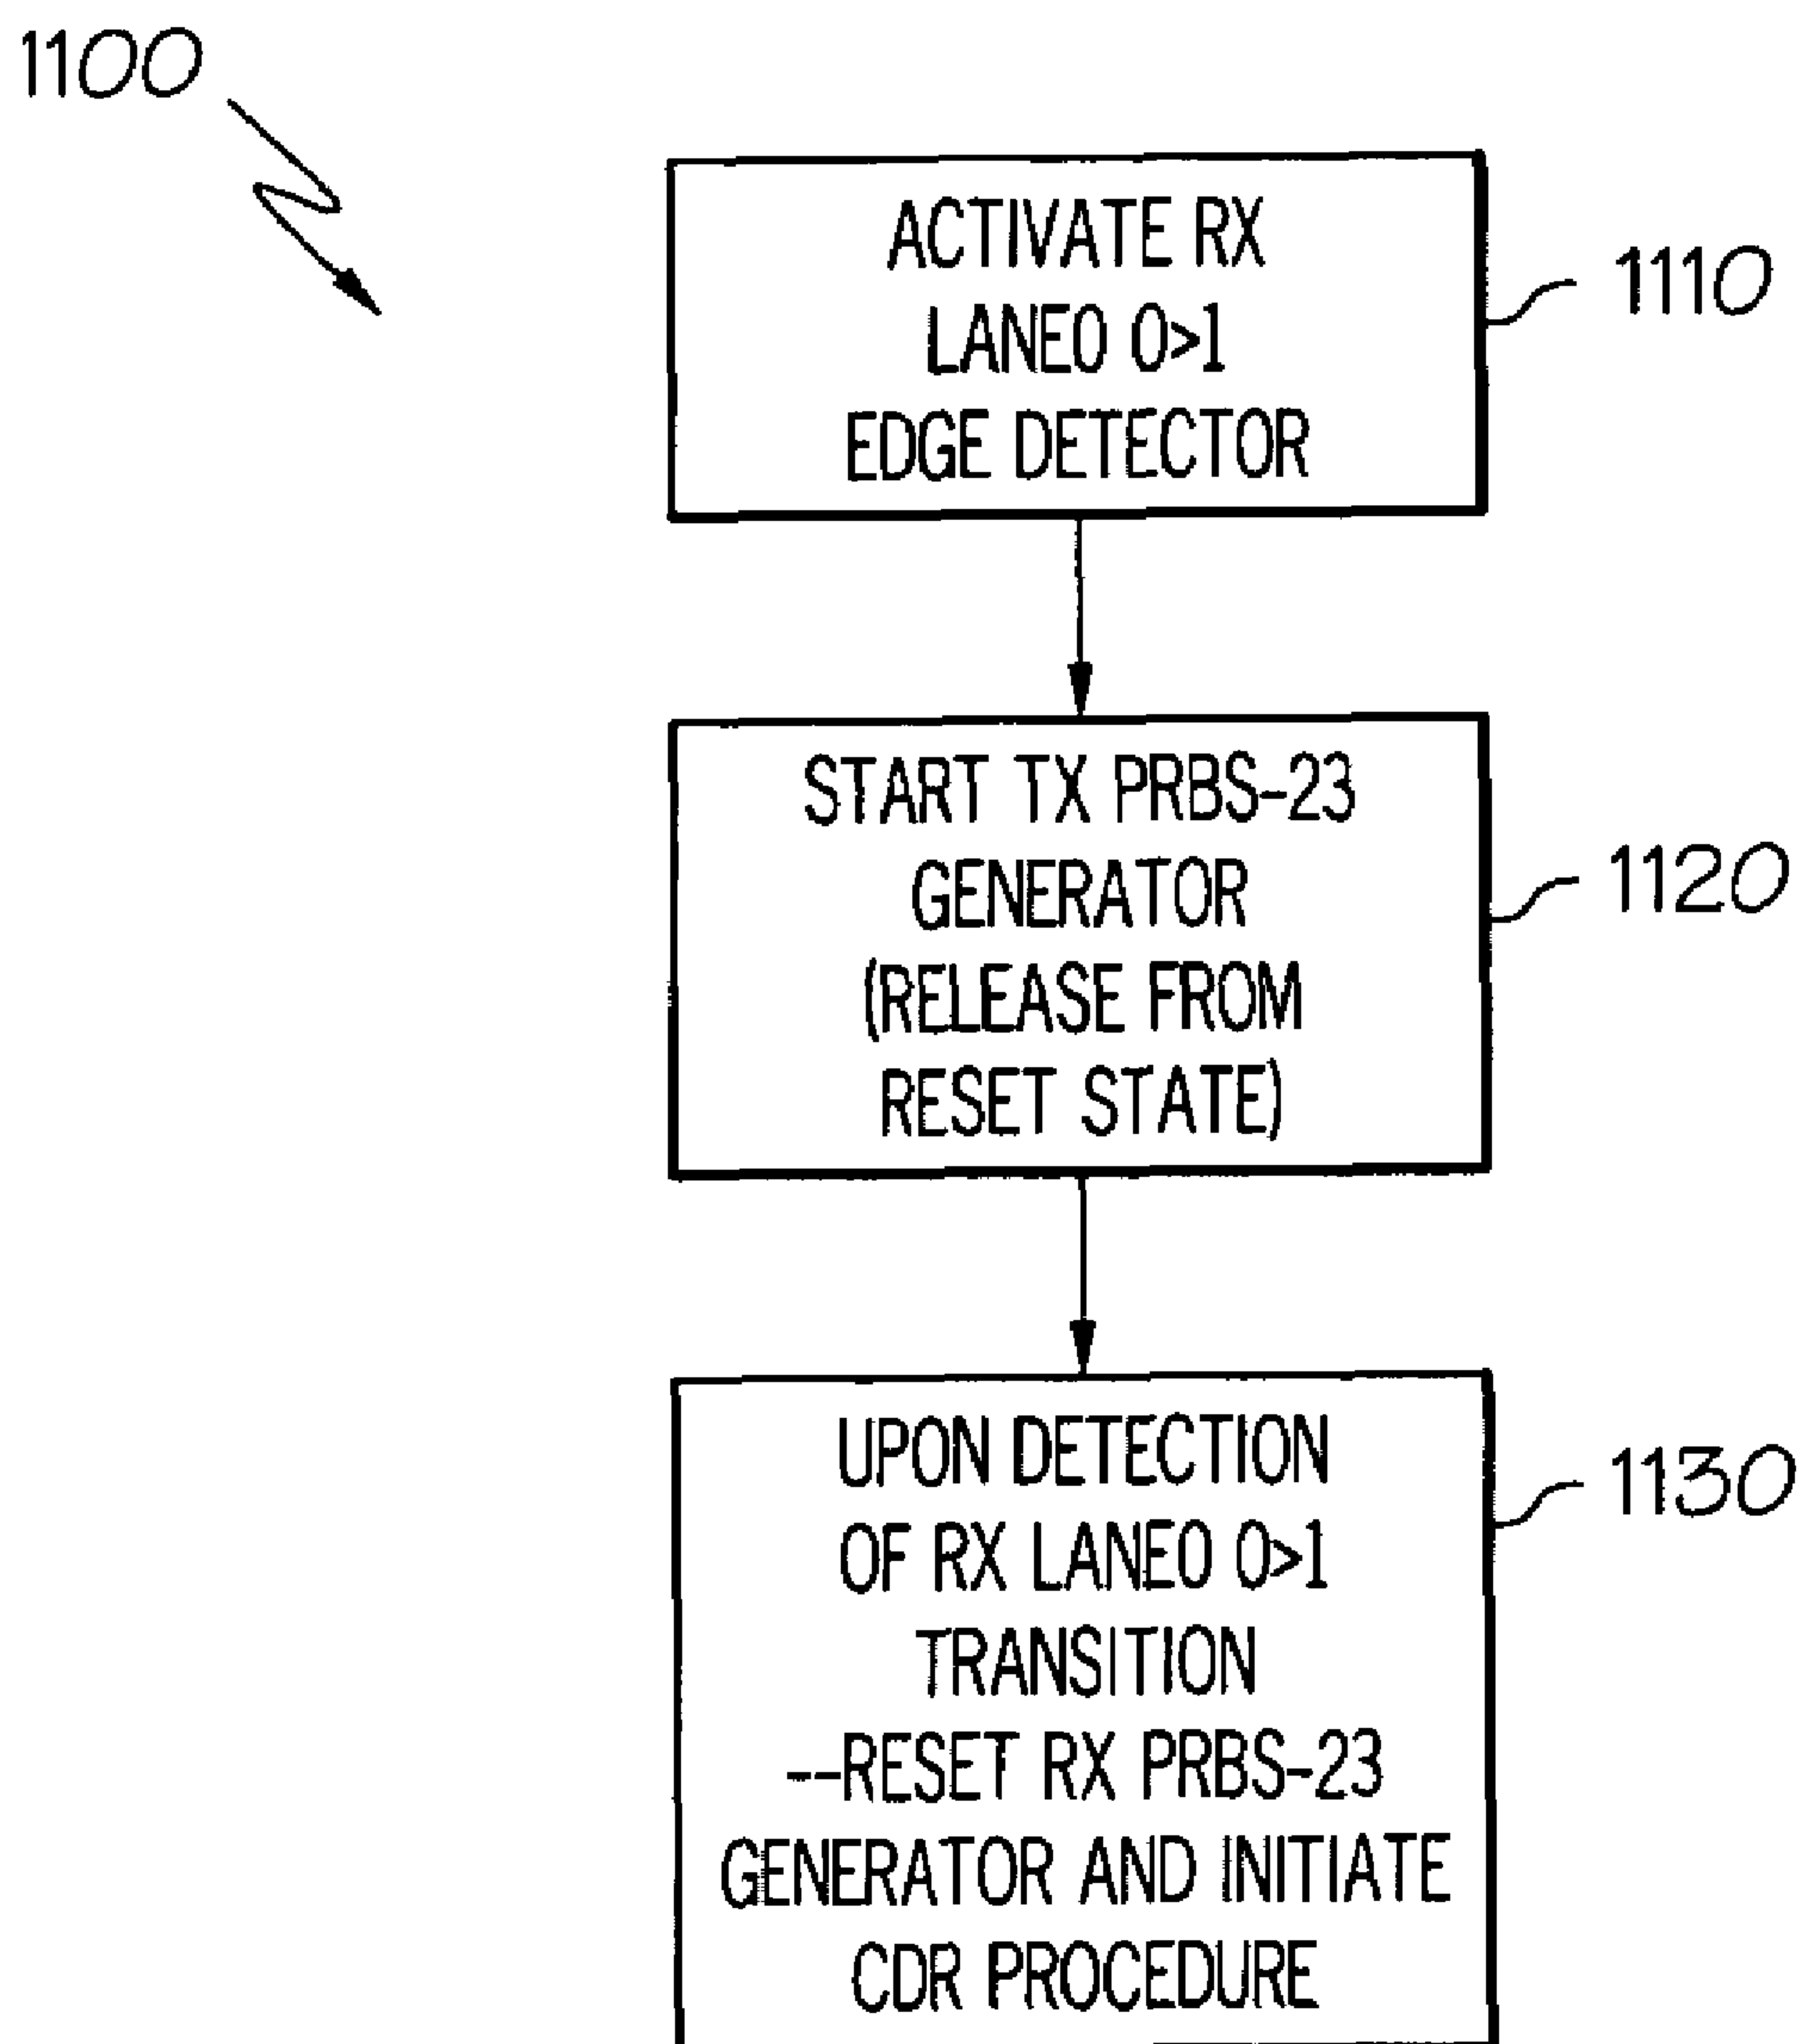 1100
ACTIVATE RX
LANE0 0>1
EDGE DETECTOR
1110
START TX PRBS-23
GENERATOR
(RELEASE FROM
RESET STATE)
1120
UPON DETECTION
OF RX LANE0 0>1
TRANSITION
--RESET RX PRBS-23
GENERATOR AND INITIATE
CDR PROCEDURE
1130